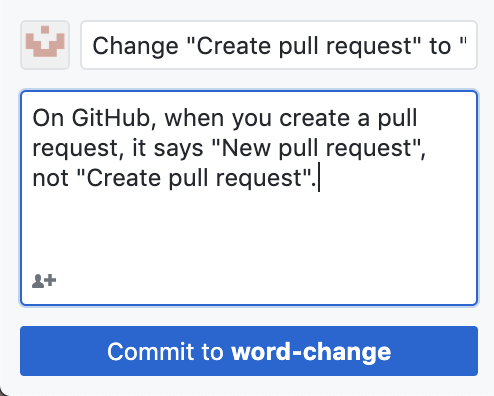 Change "Create pull request" to "
On GitHub, when you create a pull
request, it says "New pull request",
not "Create pull request".
Commit to word-change